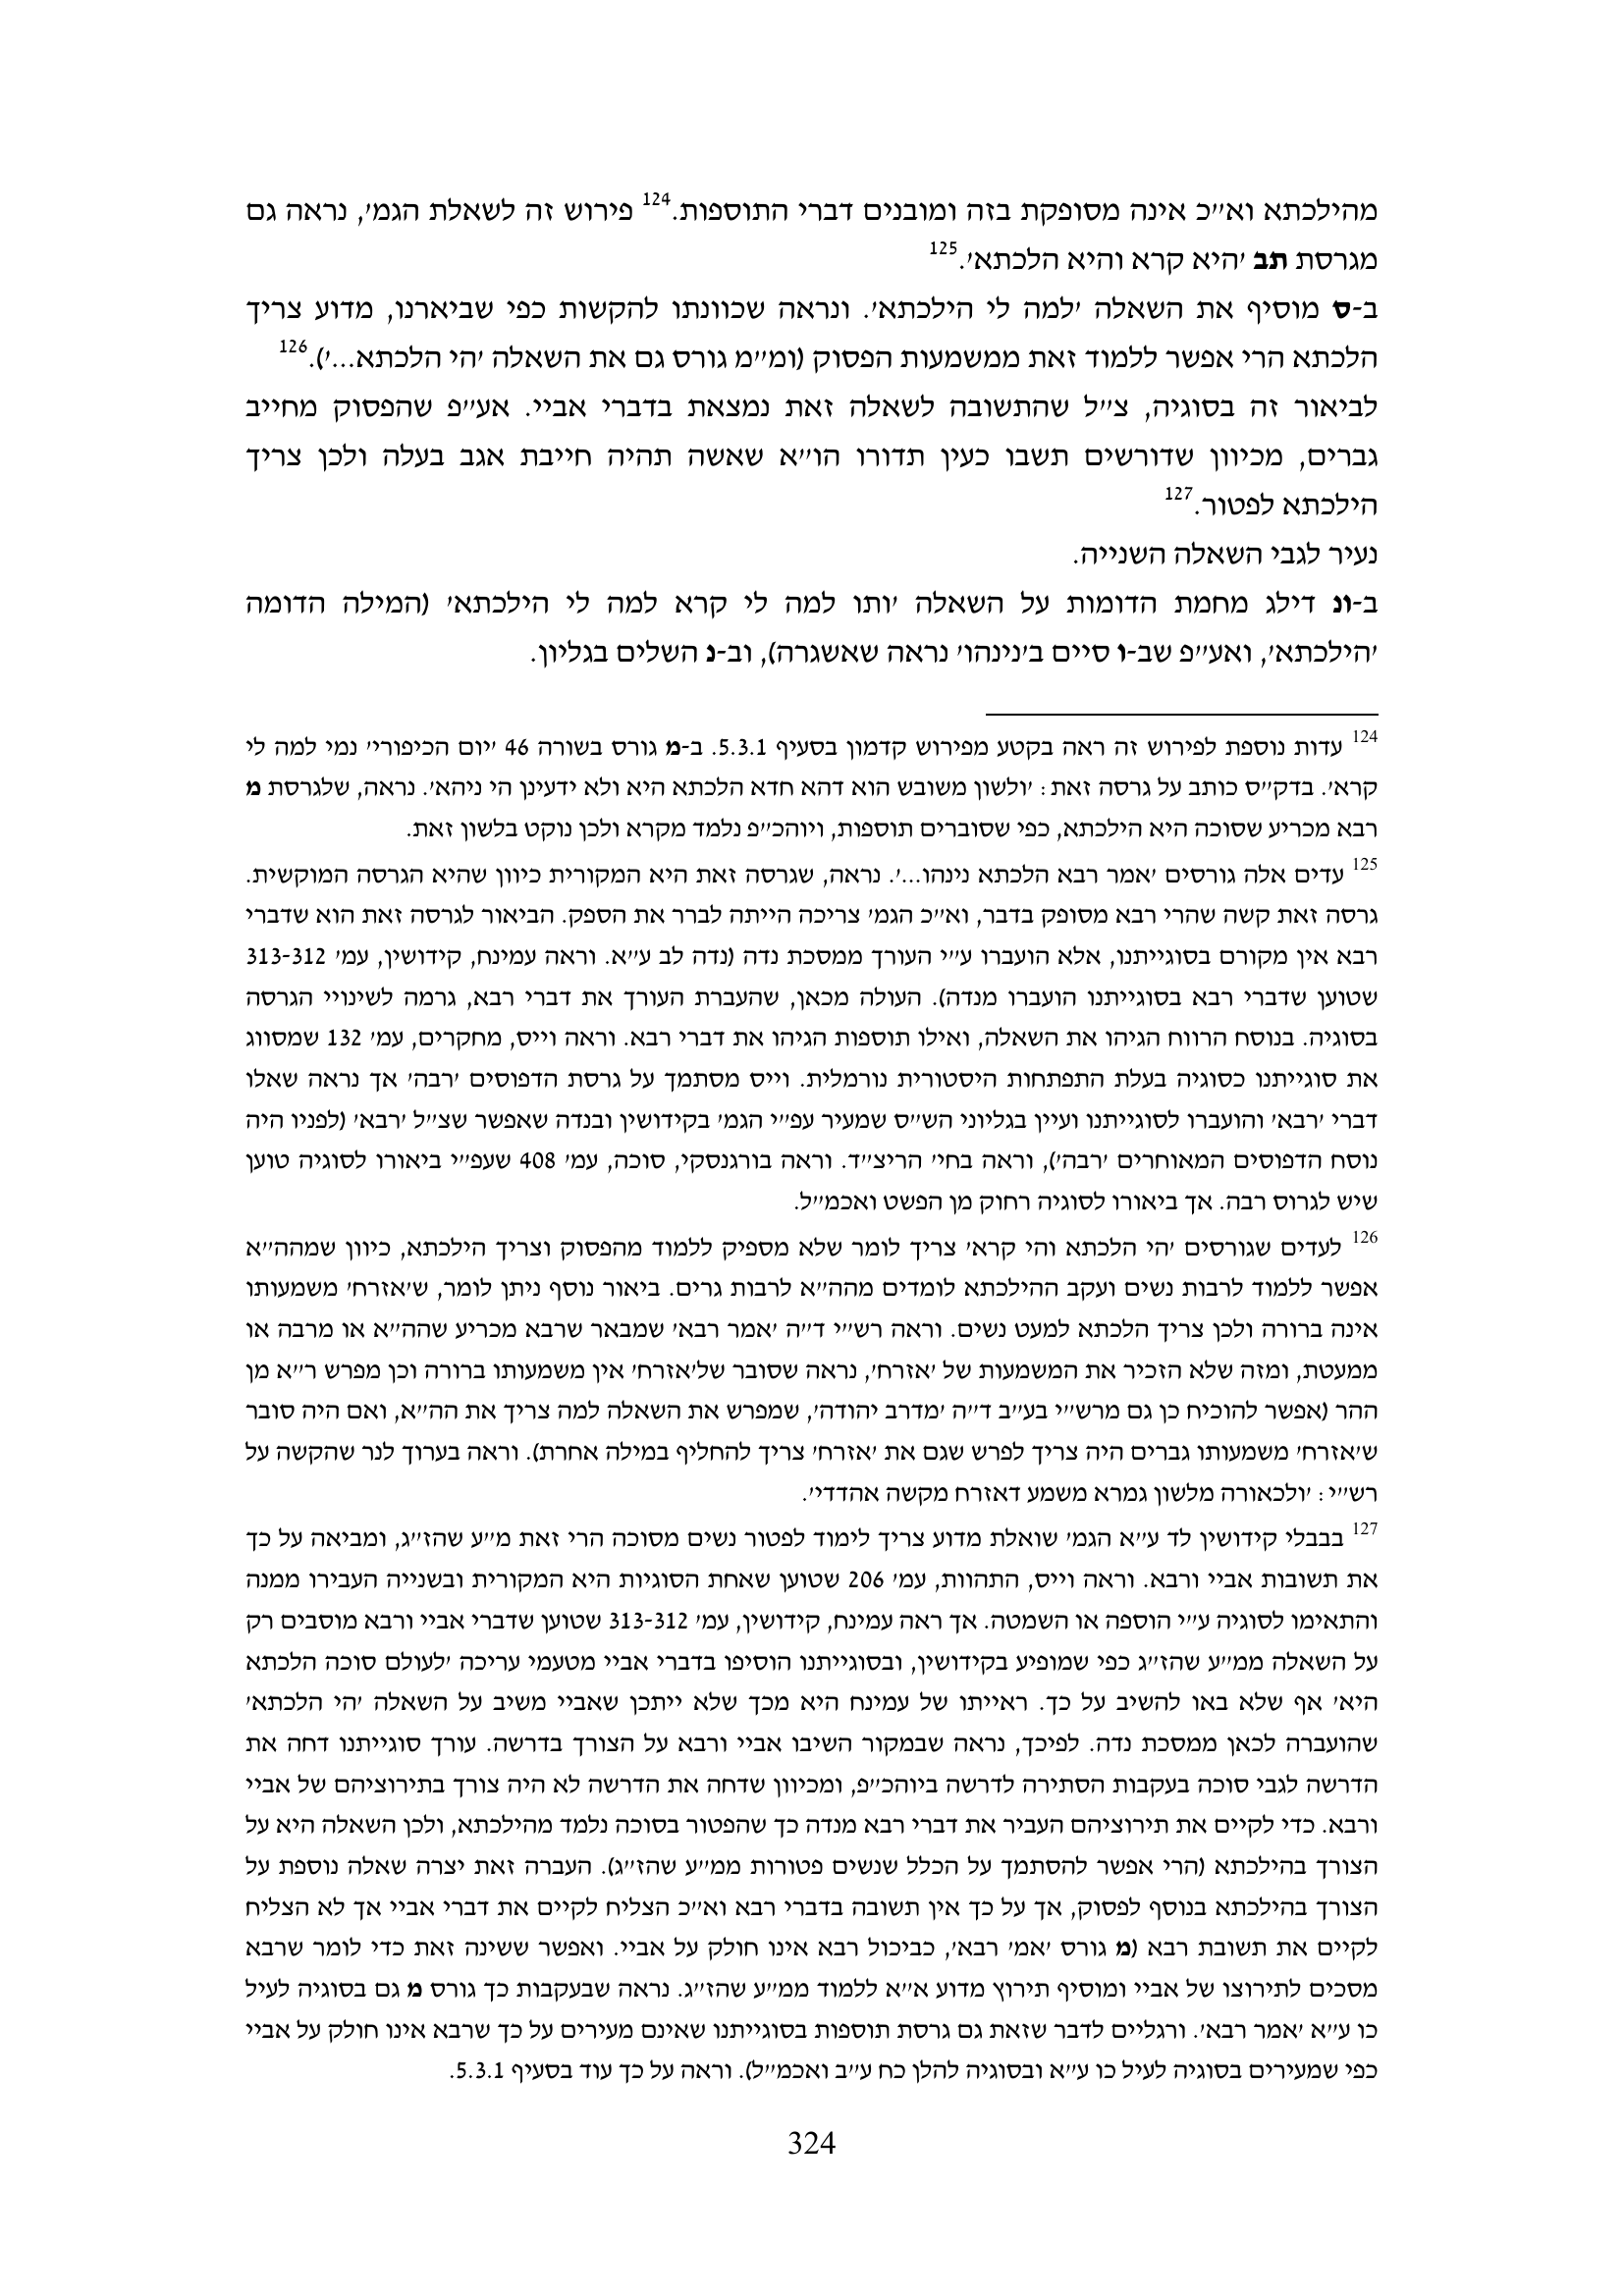 מהילכתא וא״כ אינה מסופקת בזה ומובנים דברי התוספות.124 פירוש זה לשאלת הגמ׳, נראה גם
מגרסת תב ׳היא קרא והיא הלכתא׳.125
ב-ס מוסיף את השאלה ׳למה לי הילכתא׳. ונראה שכוונתו להקשות כפי שביארנו, מדוע צריך
הלכתא הרי אפשר ללמוד זאת ממשמעות הפסוק (ומ״מ גורס גם את השאלה ׳הי הלכתא...׳).126
לביאור זה בסוגיה, צ״ל שהתשובה לשאלה זאת נמצאת בדברי אביי. אע״פ שהפסוק מחייב
גברים, מכיוון שדורשים תשבו כעין תדורו הו״א שאשה תהיה חייבת אגב בעלה ולכן צריך
הילכתא לפטור.127
נעיר לגבי השאלה השנייה.
ב-ונ דילג מחמת הדומות על השאלה ׳ותו למה לי קרא למה לי הילכתא׳ (המילה הדומה
׳הילכתא׳, ואע״פ שב-ו סיים ב׳נינהו׳ נראה שאשגרה), וב-נ השלים בגליון.
124 עדות נוספת לפירוש זה ראה בקטע מפירוש קדמון בסעיף 5.3.1. ב-מ גורס בשורה 46 ׳יום הכיפורי׳ נמי למה לי
קרא׳. בדק״ס כותב על גרסה זאת: ׳ולשון משובש הוא דהא חדא הלכתא היא ולא ידעינן הי ניהא׳. נראה, שלגרסת מ
רבא מכריע שסוכה היא הילכתא, כפי שסוברים תוספות, ויוהכ״פ נלמד מקרא ולכן נוקט בלשון זאת.
125 עדים אלה גורסים ׳אמר רבא הלכתא נינהו...׳. נראה, שגרסה זאת היא המקורית כיוון שהיא הגרסה המוקשית.
גרסה זאת קשה שהרי רבא מסופק בדבר, וא״כ הגמ׳ צריכה הייתה לברר את הספק. הביאור לגרסה זאת הוא שדברי
רבא אין מקורם בסוגייתנו, אלא הועברו ע״י העורך ממסכת נדה (נדה לב ע״א. וראה עמינח, קידושין, עמ׳ 313-312
שטוען שדברי רבא בסוגייתנו הועברו מנדה). העולה מכאן, שהעברת העורך את דברי רבא, גרמה לשינויי הגרסה
בסוגיה. בנוסח הרווח הגיהו את השאלה, ואילו תוספות הגיהו את דברי רבא. וראה וייס, מחקרים, עמ׳ 132 שמסווג
את סוגייתנו כסוגיה בעלת התפתחות היסטורית נורמלית. וייס מסתמך על גרסת הדפוסים ׳רבה׳ אך נראה שאלו
דברי ׳רבא׳ והועברו לסוגייתנו ועיין בגליוני הש״ס שמעיר עפ״י הגמ׳ בקידושין ובנדה שאפשר שצ״ל ׳רבא׳ (לפניו היה
נוסח הדפוסים המאוחרים ׳רבה׳), וראה בחי׳ הריצ״ד. וראה בורגנסקי, סוכה, עמ׳ 408 שעפ״י ביאורו לסוגיה טוען
שיש לגרוס רבה. אך ביאורו לסוגיה רחוק מן הפשט ואכמ״ל.
126 לעדים שגורסים ׳הי הלכתא והי קרא׳ צריך לומר שלא מספיק ללמוד מהפסוק וצריך הילכתא, כיוון שמהה״א
אפשר ללמוד לרבות נשים ועקב ההילכתא לומדים מהה״א לרבות גרים. ביאור נוסף ניתן לומר, ש׳אזרח׳ משמעותו
אינה ברורה ולכן צריך הלכתא למעט נשים. וראה רש״י ד״ה ׳אמר רבא׳ שמבאר שרבא מכריע שהה״א או מרבה או
ממעטת, ומזה שלא הזכיר את המשמעות של ׳אזרח׳, נראה שסובר של׳אזרח׳ אין משמעותו ברורה וכן מפרש ר״א מן
ההר (אפשר להוכיח כן גם מרש״י בע״ב ד״ה ׳מדרב יהודה׳, שמפרש את השאלה למה צריך את הה״א, ואם היה סובר
ש׳אזרח׳ משמעותו גברים היה צריך לפרש שגם את ׳אזרח׳ צריך להחליף במילה אחרת). וראה בערוך לנר שהקשה על
רש״י: ׳ולכאורה מלשון גמרא משמע דאזרח מקשה אהדדי׳.
127 בבבלי קידושין לד ע״א הגמ׳ שואלת מדוע צריך לימוד לפטור נשים מסוכה הרי זאת מ״ע שהז״ג, ומביאה על כך
את תשובות אביי ורבא. וראה וייס, התהוות, עמ׳ 206 שטוען שאחת הסוגיות היא המקורית ובשנייה העבירו ממנה
והתאימו לסוגיה ע״י הוספה או השמטה. אך ראה עמינח, קידושין, עמ׳ 313-312 שטוען שדברי אביי ורבא מוסבים רק
על השאלה ממ״ע שהז״ג כפי שמופיע בקידושין, ובסוגייתנו הוסיפו בדברי אביי מטעמי עריכה ׳לעולם סוכה הלכתא
היא׳ אף שלא באו להשיב על כך. ראייתו של עמינח היא מכך שלא ייתכן שאביי משיב על השאלה ׳הי הלכתא׳
שהועברה לכאן ממסכת נדה. לפיכך, נראה שבמקור השיבו אביי ורבא על הצורך בדרשה. עורך סוגייתנו דחה את
הדרשה לגבי סוכה בעקבות הסתירה לדרשה ביוהכ״פ, ומכיוון שדחה את הדרשה לא היה צורך בתירוציהם של אביי
ורבא. כדי לקיים את תירוציהם העביר את דברי רבא מנדה כך שהפטור בסוכה נלמד מהילכתא, ולכן השאלה היא על
הצורך בהילכתא (הרי אפשר להסתמך על הכלל שנשים פטורות ממ״ע שהז״ג). העברה זאת יצרה שאלה נוספת על
הצורך בהילכתא בנוסף לפסוק, אך על כך אין תשובה בדברי רבא וא״כ הצליח לקיים את דברי אביי אך לא הצליח
לקיים את תשובת רבא (מ גורס ׳אמ׳ רבא׳, כביכול רבא אינו חולק על אביי. ואפשר ששינה זאת כדי לומר שרבא
מסכים לתירוצו של אביי ומוסיף תירוץ מדוע א״א ללמוד ממ״ע שהז״ג. נראה שבעקבות כך גורס מ גם בסוגיה לעיל
כו ע״א ׳אמר רבא׳. ורגליים לדבר שזאת גם גרסת תוספות בסוגייתנו שאינם מעירים על כך שרבא אינו חולק על אביי
כפי שמעירים בסוגיה לעיל כו ע״א ובסוגיה להלן כח ע״ב ואכמ״ל). וראה על כך עוד בסעיף 5.3.1.
324